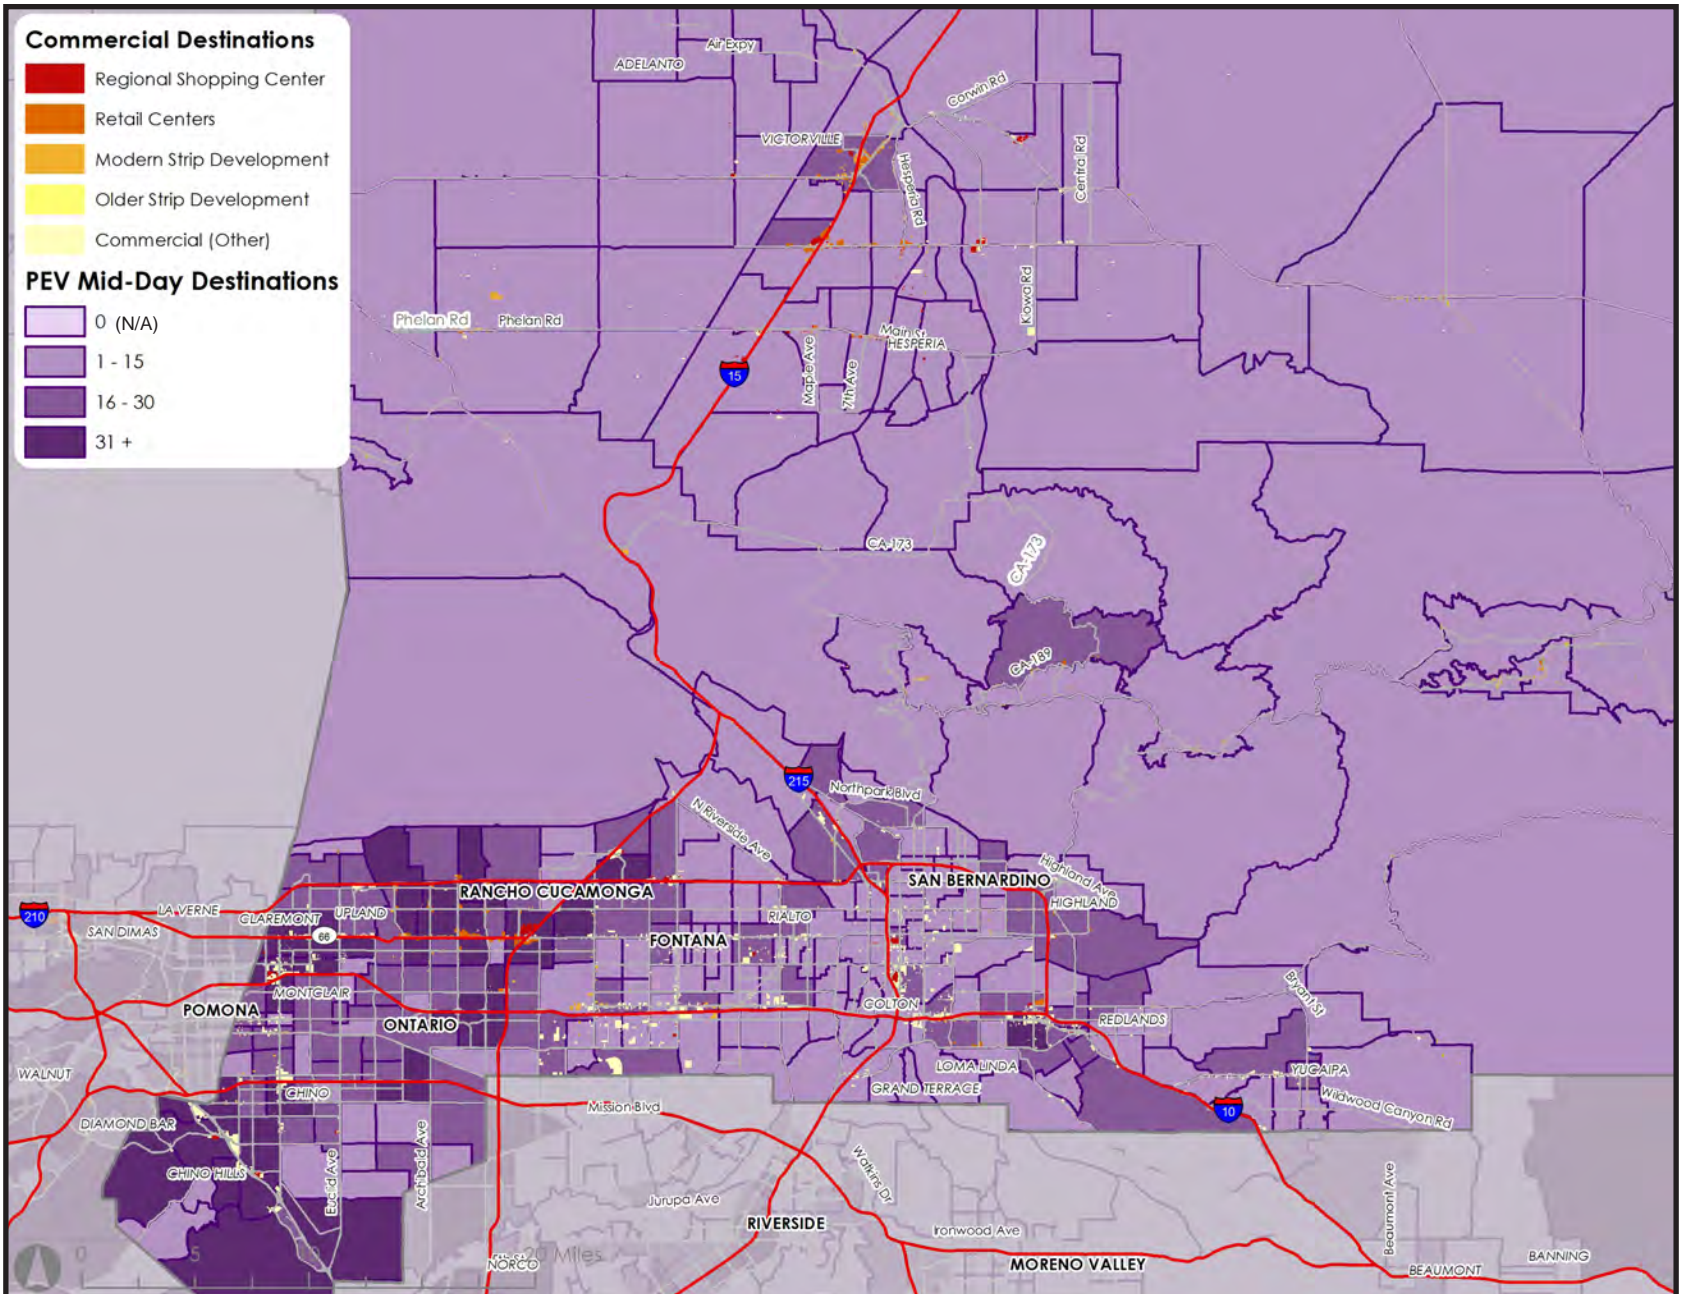 Commercial Destinations
Regional Shopping Center
Retail Centers
Modern Strip Development
Older Strip Development
Commercial (Other)
PEV Mid-Day Destinations
0 (N/A)
1 - 15
16 - 30
31 +
Air Expy
ADELANTO
Corwin Rd
VICTORVILLE
Central Rd
Hesperia Rd
Kiowa Rd
Phelan Rd
Phelan Rd
Main St
HESPERIA
15
Maple Ave
7th Ave
CA-173
CA-173
CA-189
215
Northpark Blvd
N Riverside Ave
Highland Ave
RANCHO CUCAMONGA
SAN BERNARDINO
HIGHLAND
210
LA VERNE
CLAREMONT
UPLAND
RIALTO
SAN DIMAS
66
FONTANA
MONTCLAIR
COLTON
Bryan St
POMONA
ONTARIO
REDLANDS
WALNUT
LOMA LINDA
YUCAIPA
CHINO
GRAND TERRACE
Wildwood Canyon Rd
Mission Blvd
10
DIAMOND BAR
CHINO HILLS
Euclid Ave
Archibald Ave
Watkins Dr
Beaumont Ave
Jurupa Ave
RIVERSIDE
Ironwood Ave
0
5
20 Miles
NORCO
MORENO VALLEY
BEAUMONT
BANNING